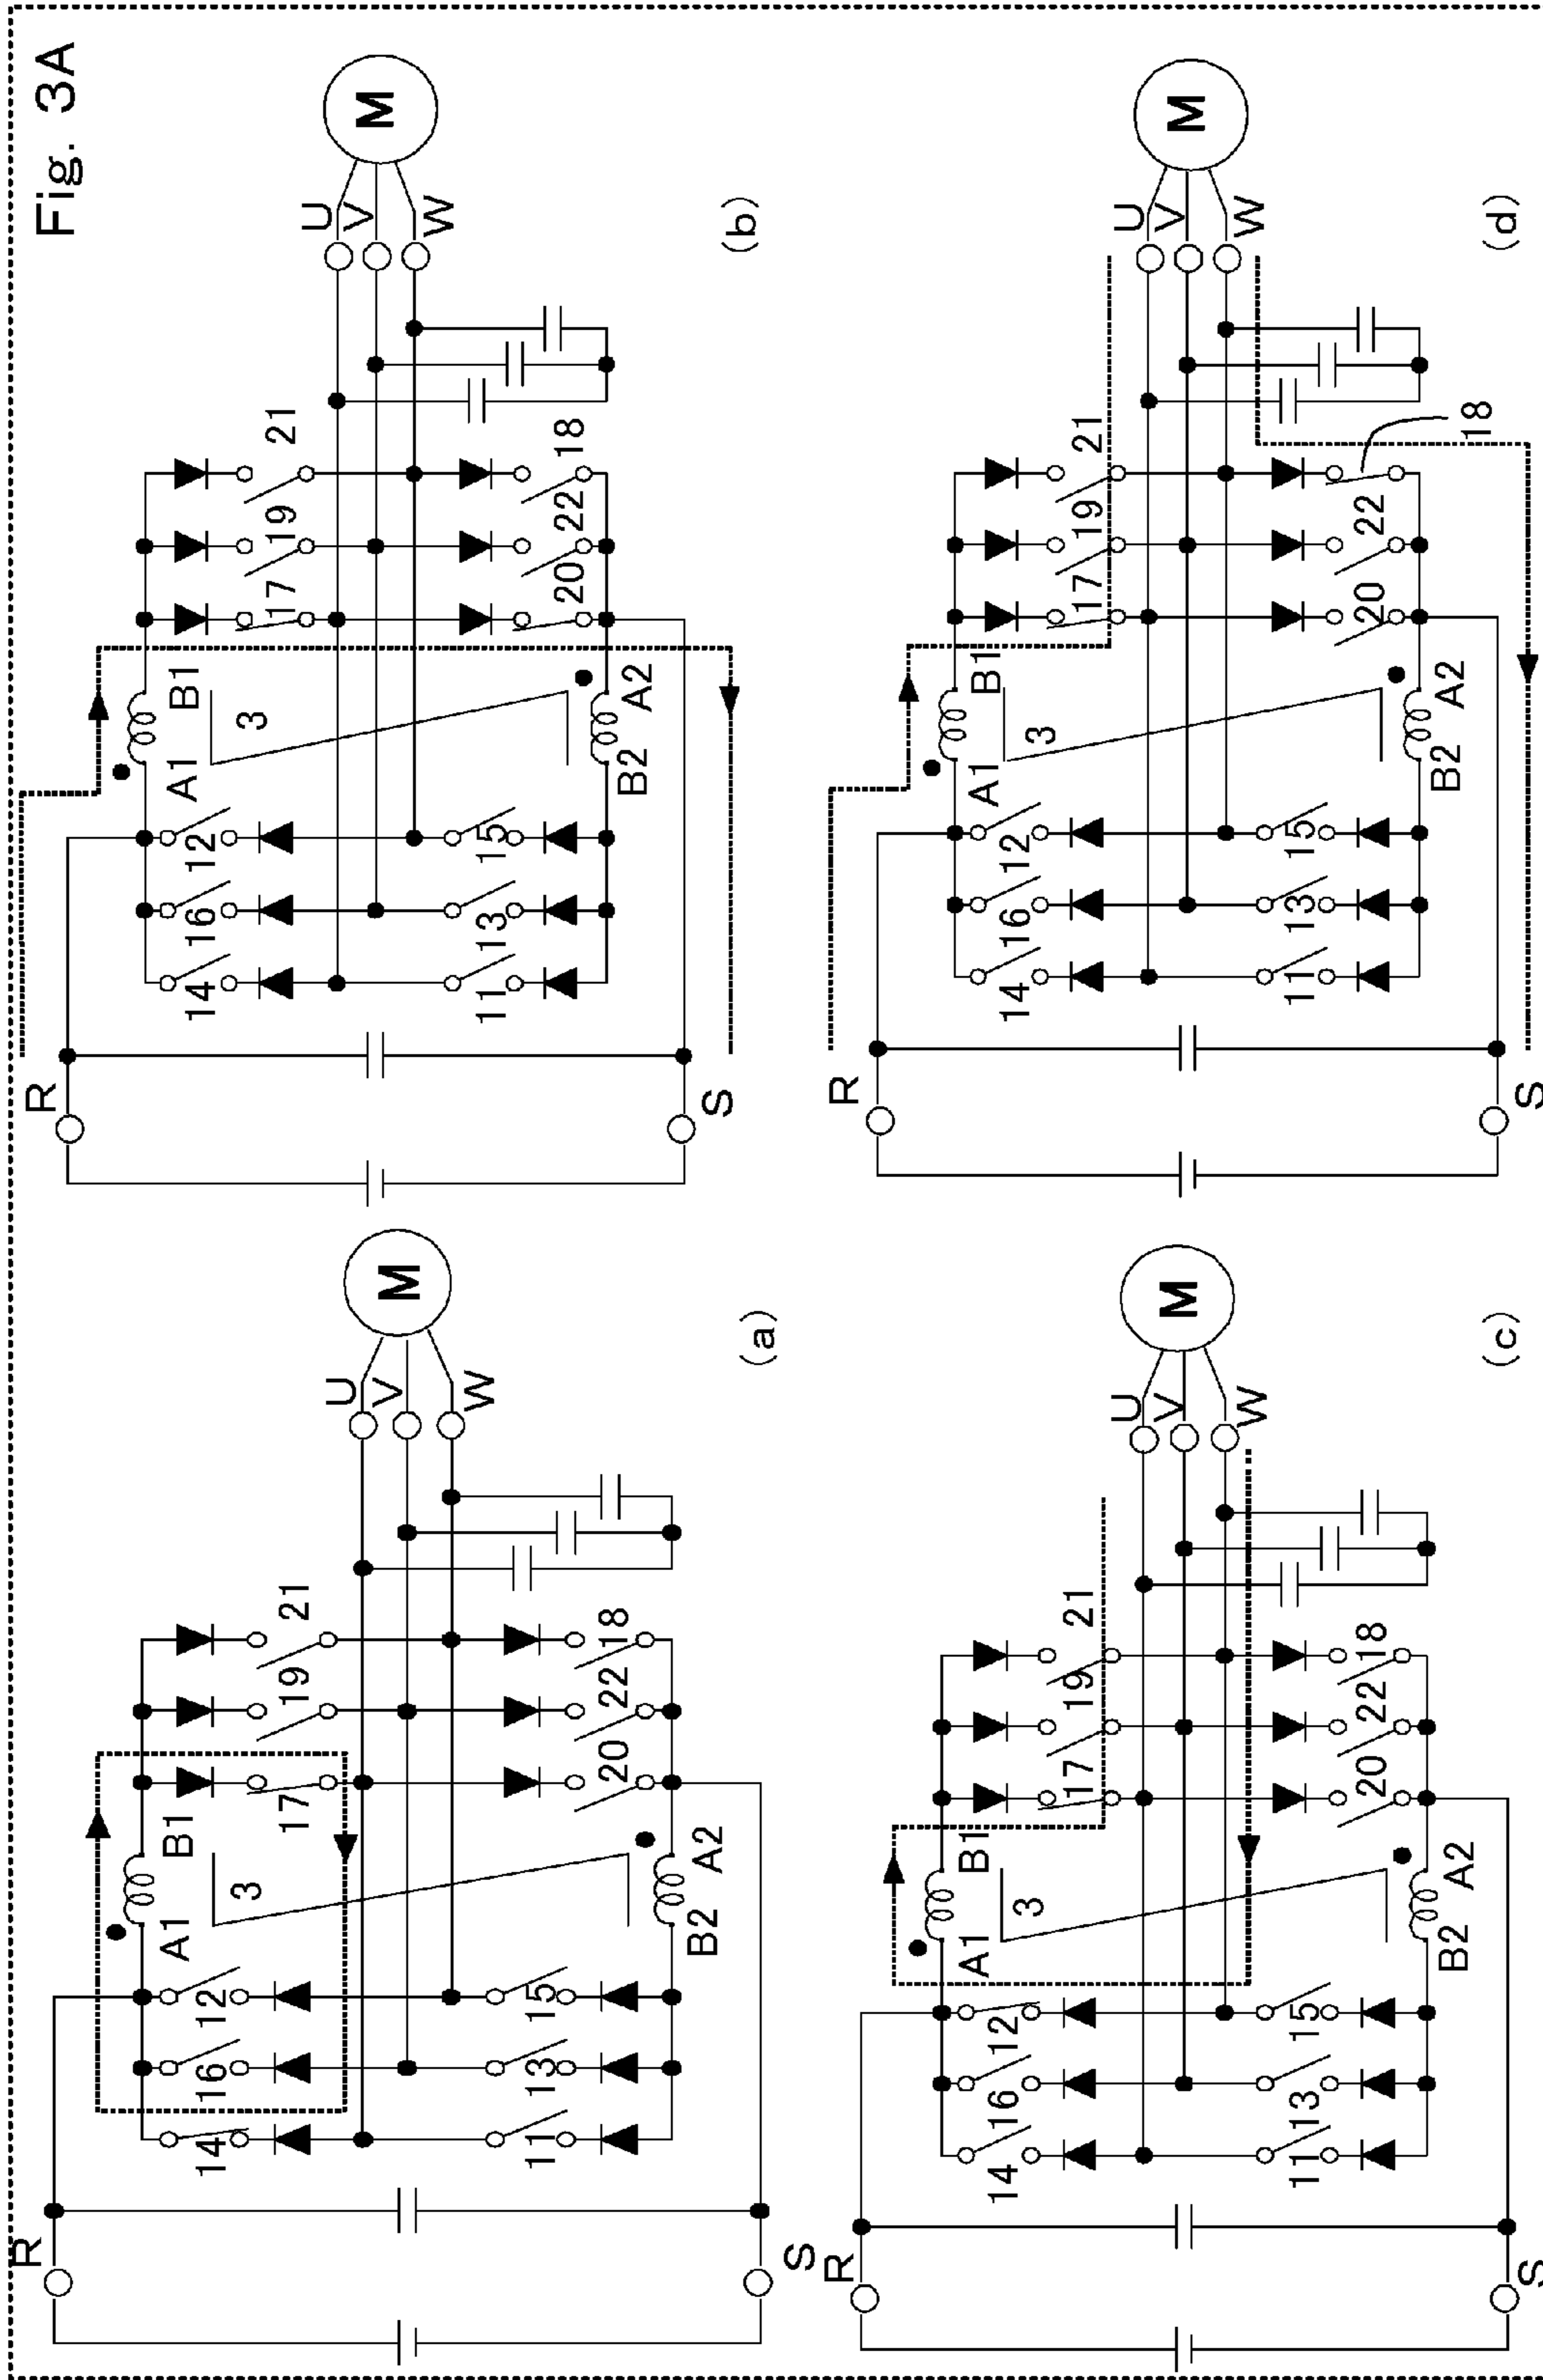 Fig. 3A
R
S
14
16
12
11
13
15
A1
B1
3
B2
A2
17
19
21
20
22
18
U
V
W
M
(a)
R
S
14
16
12
11
13
15
A1
B1
3
B2
A2
17
19
21
20
22
18
U
V
W
M
(b)
R
S
14
16
12
11
13
15
A1
B1
3
B2
A2
17
19
21
20
22
18
U
V
W
M
(c)
R
S
14
16
12
11
13
15
A1
B1
3
B2
A2
17
19
21
20
22
18
U
V
W
M
(d)